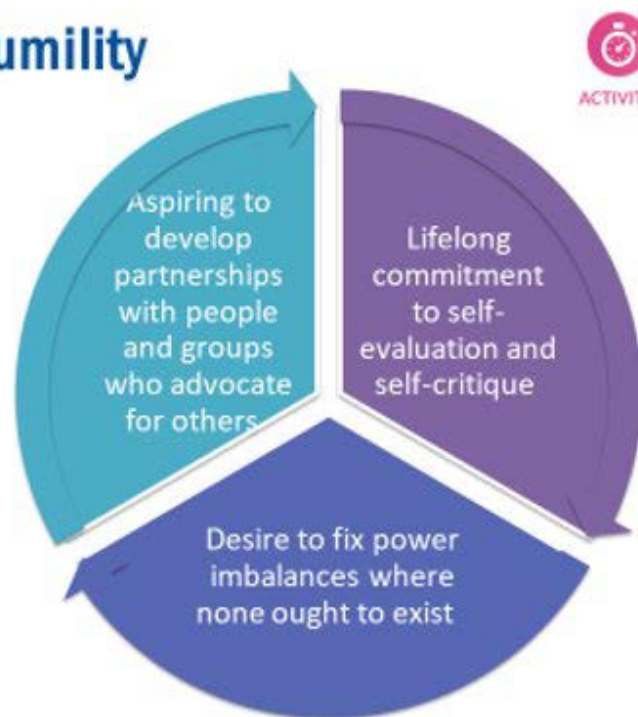 umility
ACTIVIT
Aspiring to
develop
partnerships
with people
and groups
who advocate
for others
Lifelong
commitment
to self-
evaluation and
self-critique
Desire to fix power
imbalances where
none ought to exist